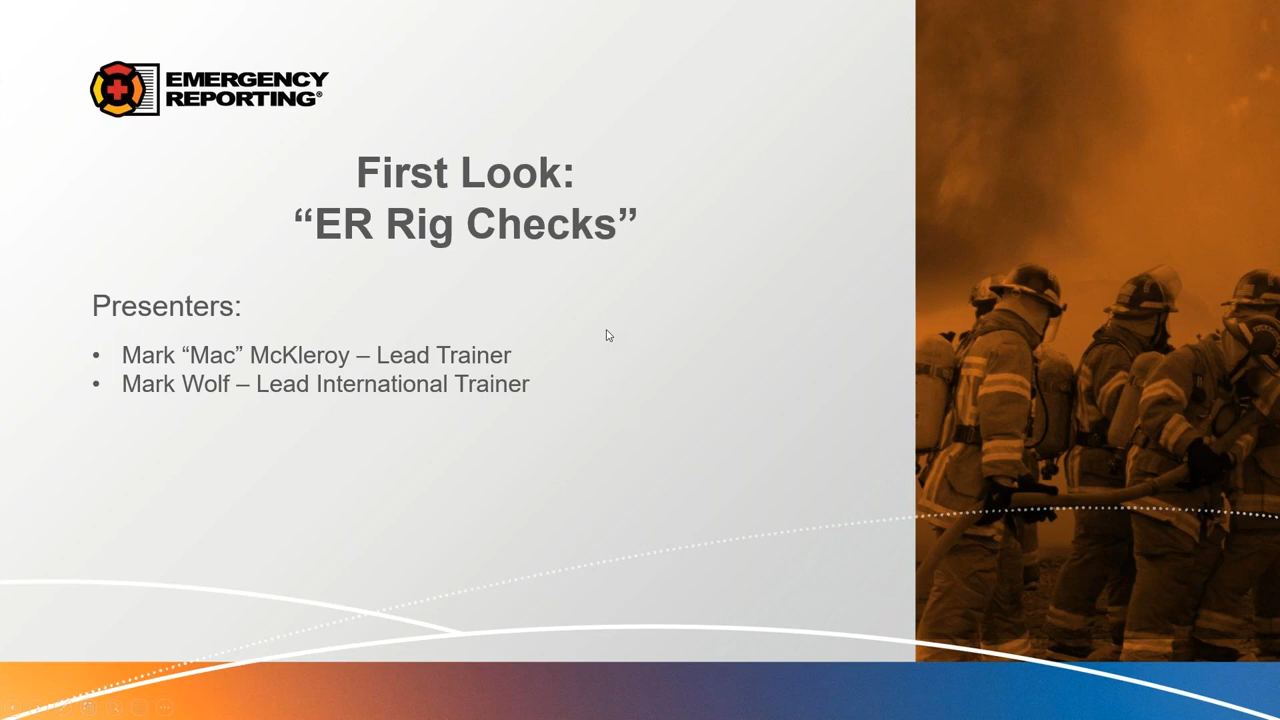 EMERGENCY
REPORTING®
First Look:
“ER Rig Checks”
Presenters:
• Mark “Mac” McKleroy – Lead Trainer
• Mark Wolf – Lead International Trainer